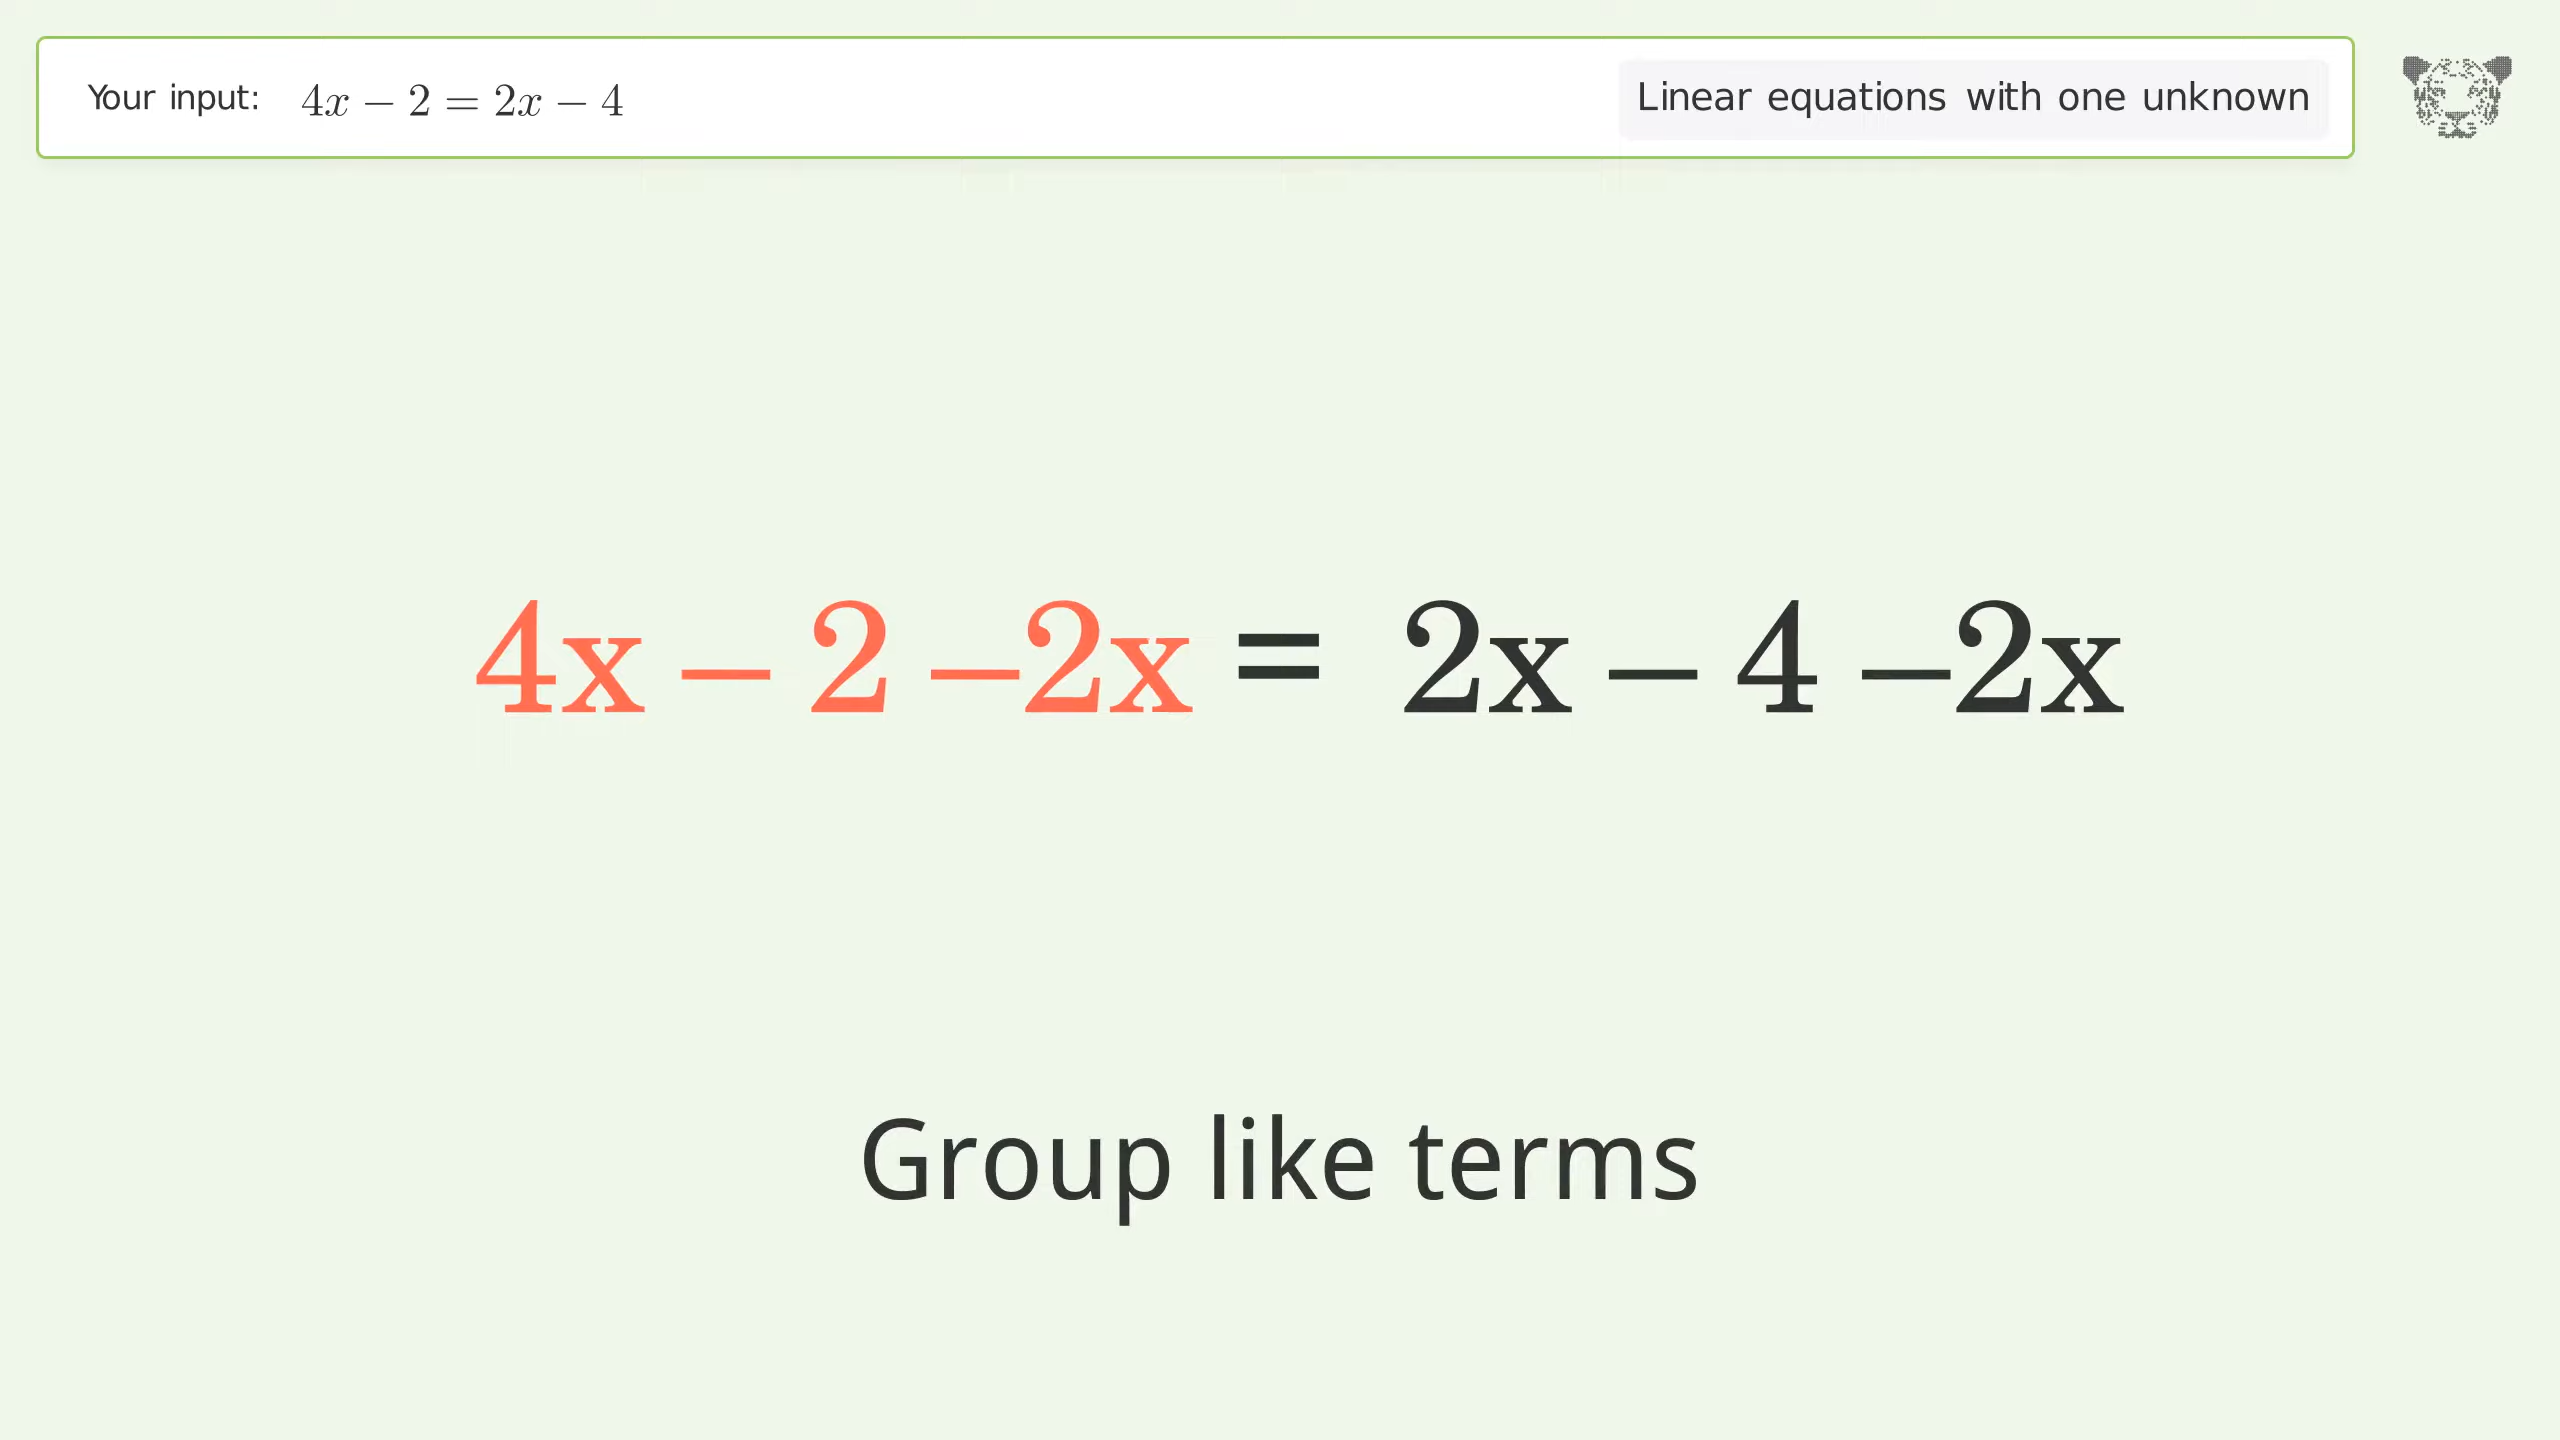 Your input: 4x − 2 = 2x − 4 Linear equations with one unknown
4x − 2 −2x = 2x − 4 −2x
Group like terms